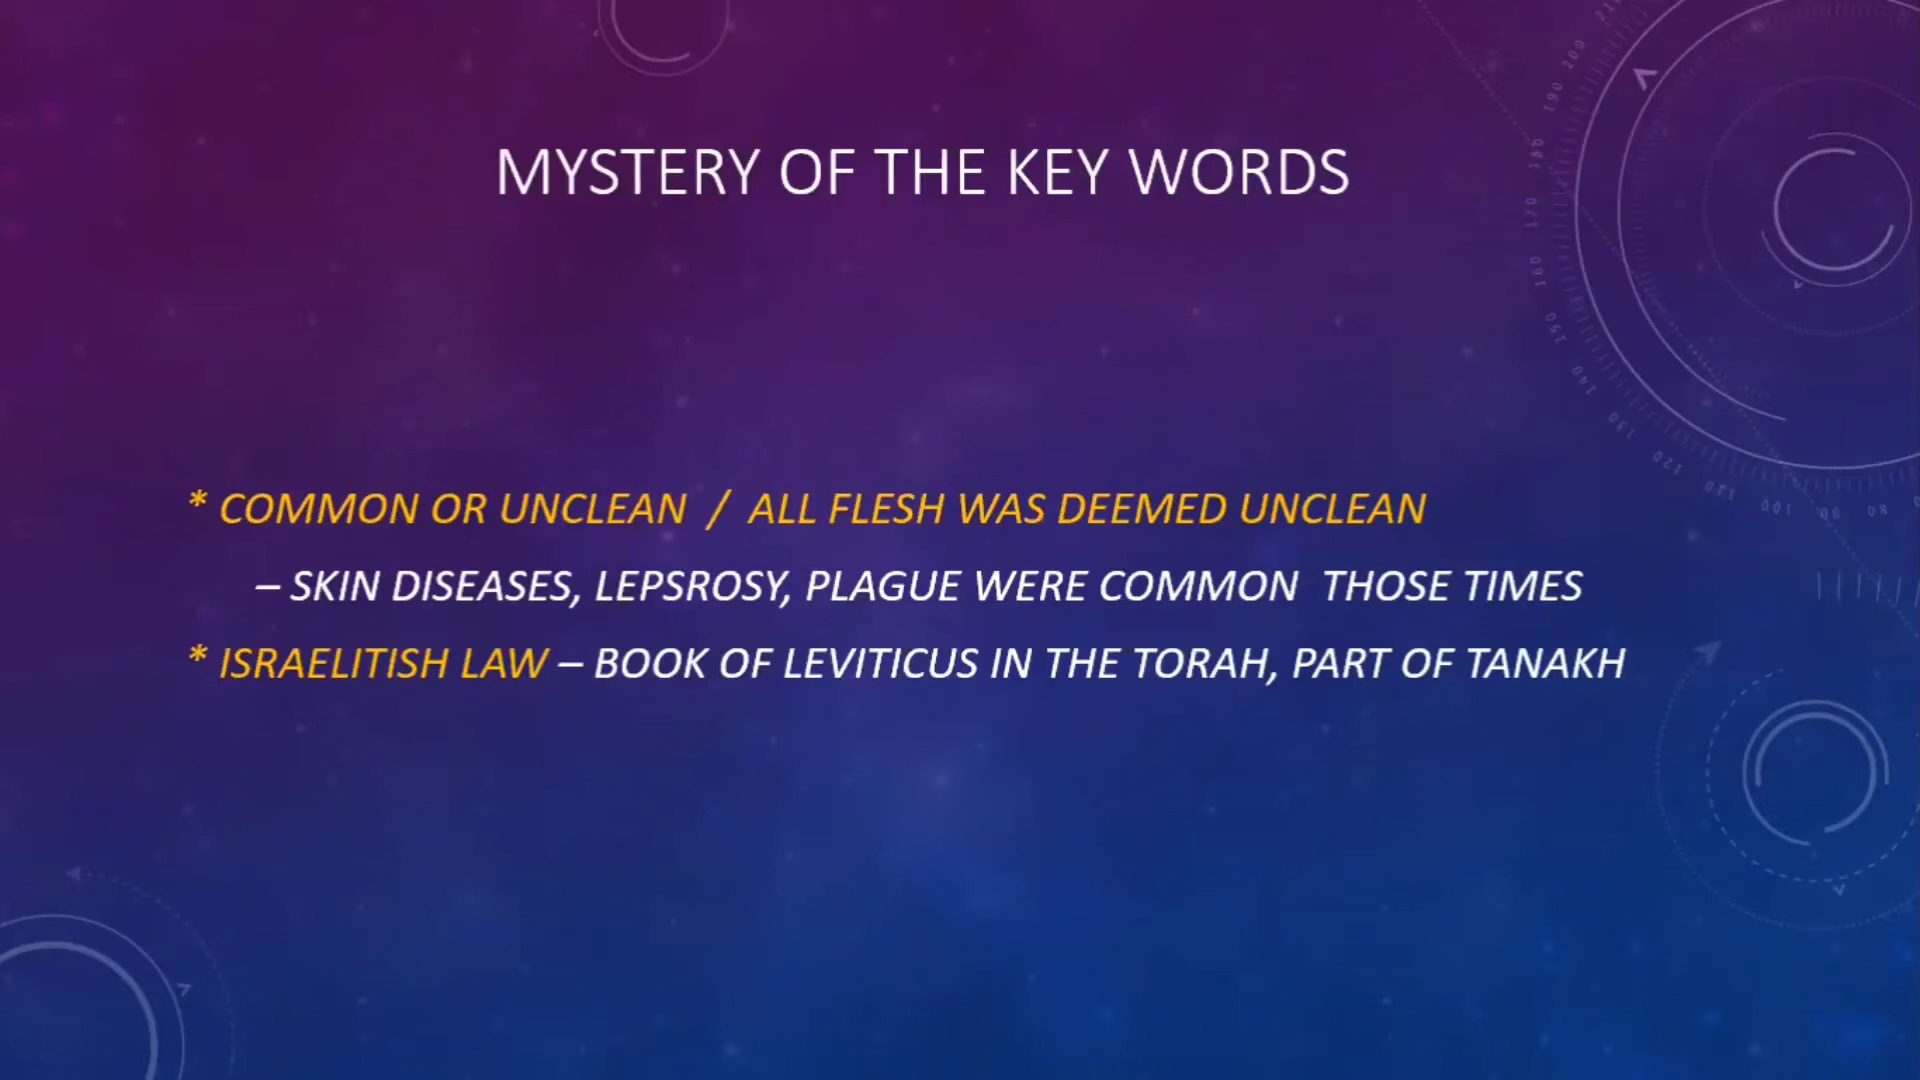 MYSTERY OF THE KEY WORDS
* COMMON OR UNCLEAN / ALL FLESH WAS DEEMED UNCLEAN
– SKIN DISEASES, LEPSROSY, PLAGUE WERE COMMON THOSE TIMES
* ISRAELITISH LAW – BOOK OF LEVITICUS IN THE TORAH, PART OF TANAKH